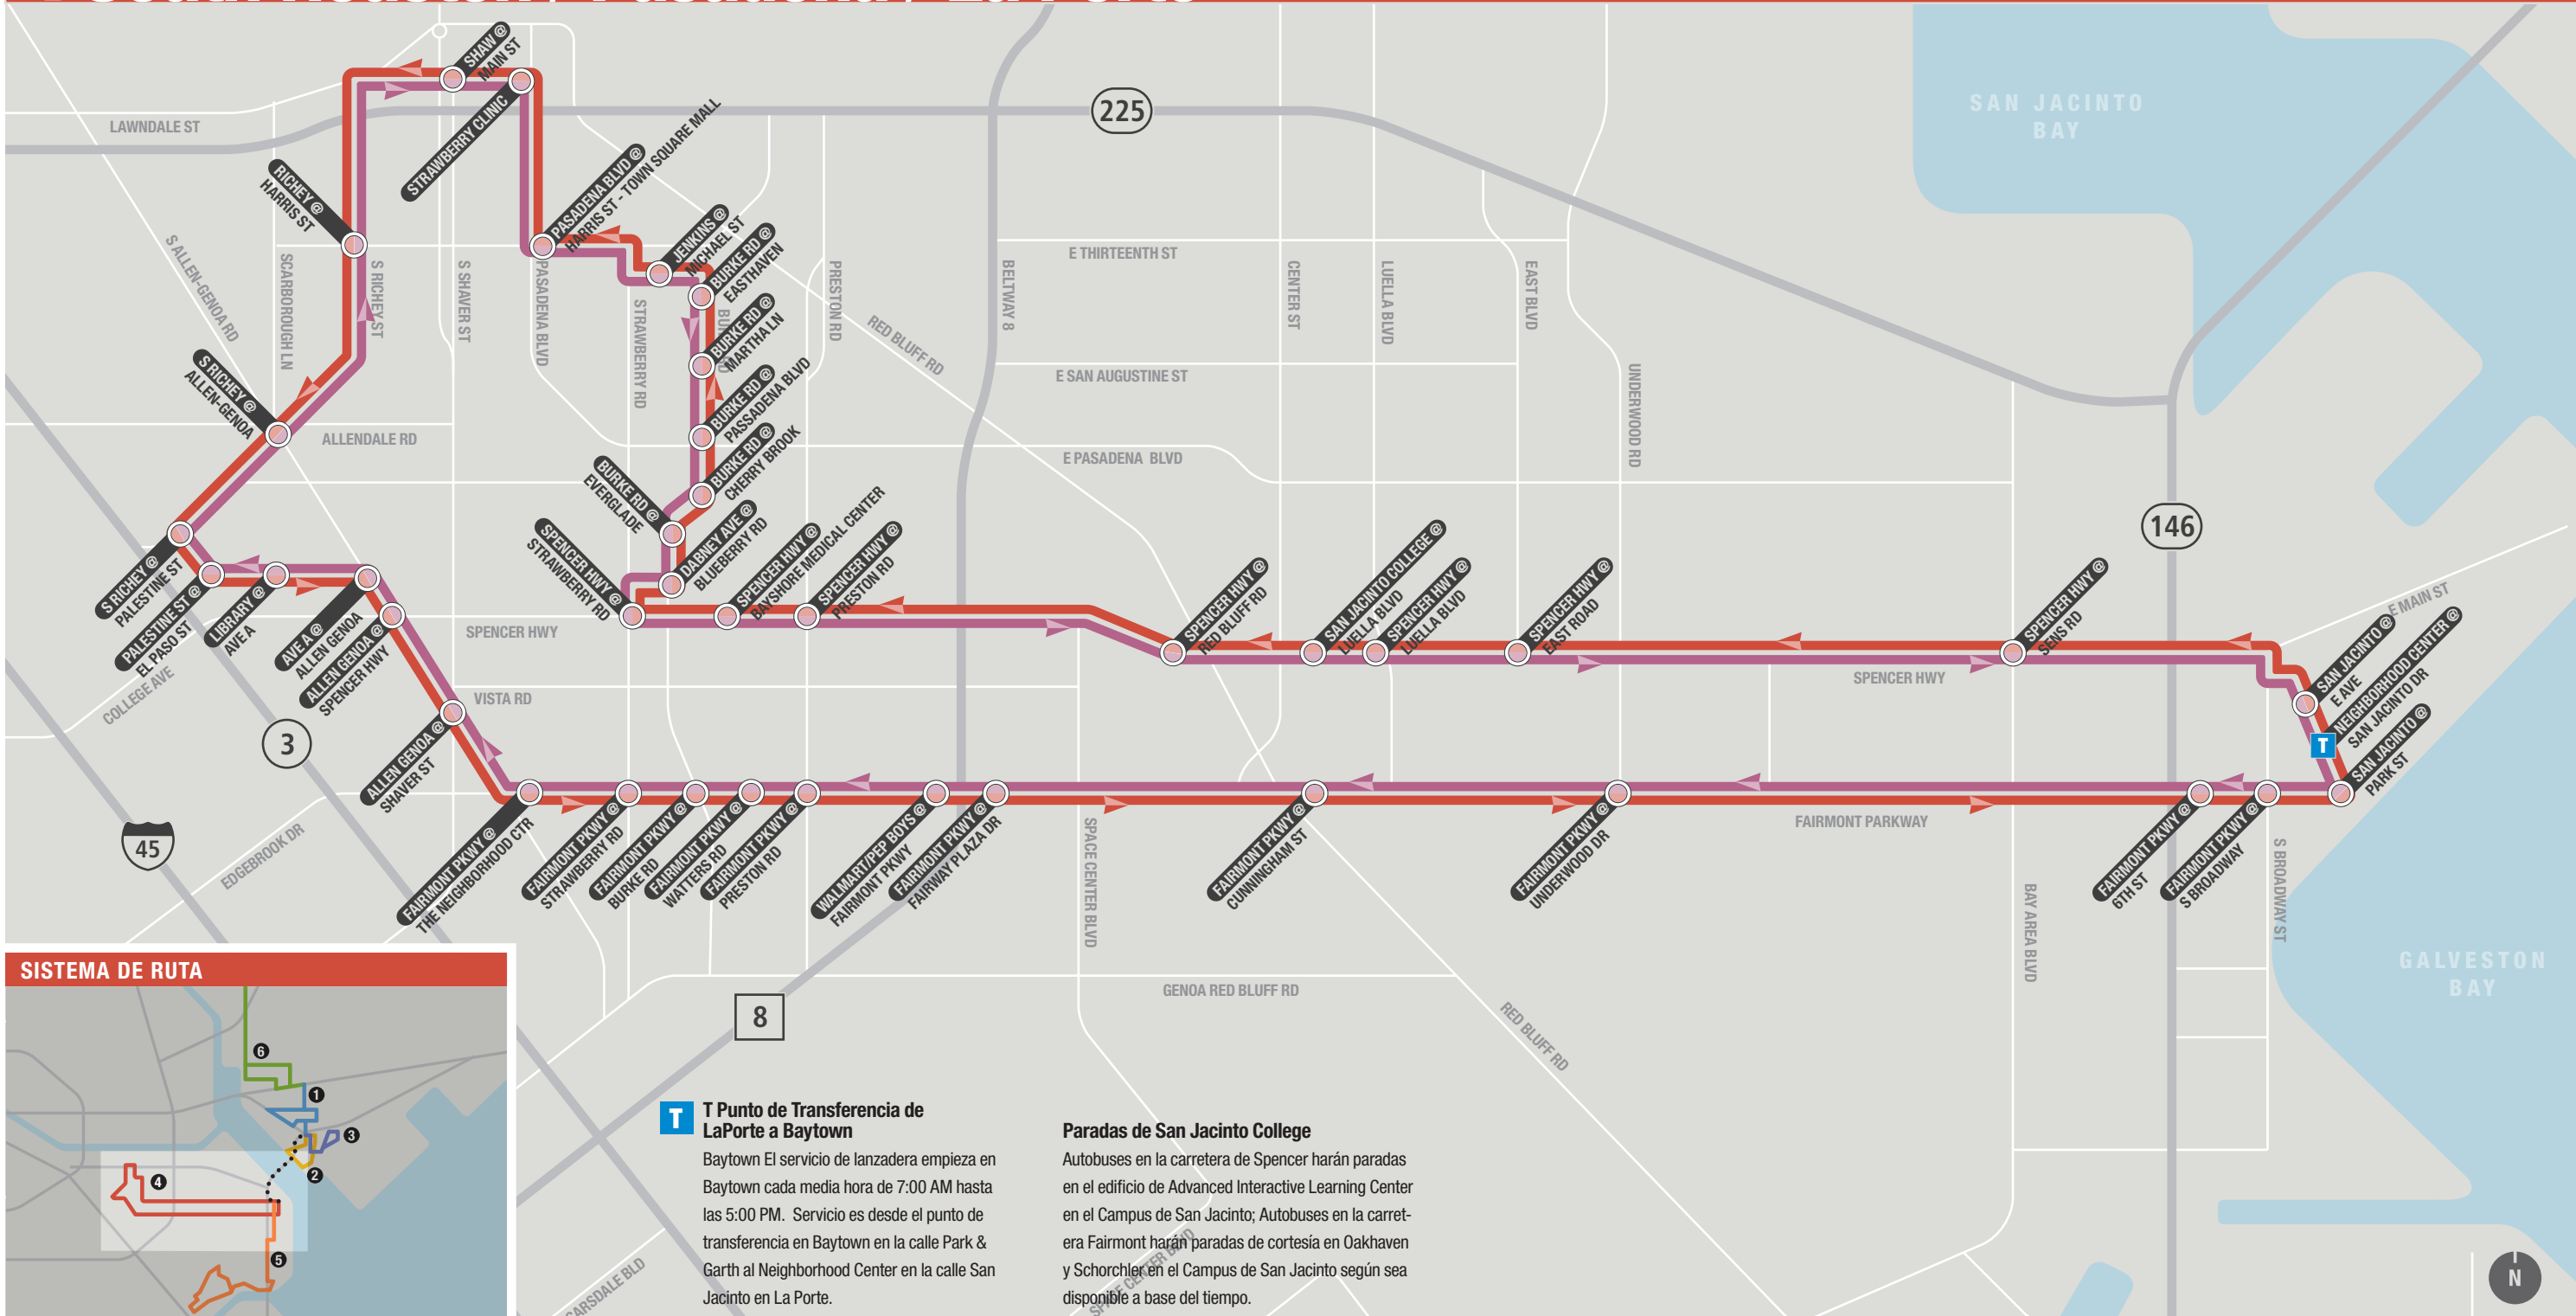 225
SAN JACINTO
BAY
SHAW @
MAIN ST
STRAWBERRY CLINIC
LAWNDALE ST
RICHEY @
HARRIS ST
PASADENA BLVD @
HARRIS ST - TOWN SQUARE MALL
JENKINS @
MICHAEL ST
BURKE RD @
EASTHAVEN
BURKE RD @
MARTHA LN
BURKE RD @
PASSADENA BLVD
BURKE RD @
CHERRY BROOK
S ALLEN-GENOA RD
SCARBOROUGH LN
S RICHEY ST
S SHAVER ST
PASADENA BLVD
STRAWBERRY RD
PRESTON RD
RED BLUFF RD
BELTWAY 8
E THIRTEENTH ST
CENTER ST
LUELLA BLVD
EAST BLVD
E SAN AUGUSTINE ST
UNDERWOOD RD
S RICHEY @
ALLEN-GENOA
ALLENDALE RD
E PASADENA BLVD
BURKE RD @
EVERGLADE
DABNEY AVE @
BLUEBERRY RD
SPENCER HWY @
STRAWBERRY RD
SPENCER HWY @
BAYSHORE MEDICAL CENTER
SPENCER HWY @
PRESTON RD
SPENCER HWY @
RED BLUFF RD
SAN JACINTO COLLEGE @
LUELLA BLVD
SPENCER HWY @
LUELLA BLVD
SPENCER HWY @
EAST ROAD
SPENCER HWY @
SENS RD
146
E MAIN ST
SAN JACINTO @
E AVE
NEIGHBORHOOD CENTER @
SAN JACINTO DR
T
SAN JACINTO @
PARK ST
S RICHEY @
PALESTINE ST
PALESTINE ST @
EL PASO ST
LIBRARY @
AVE A
AVE A @
ALLEN GENOA
ALLEN GENOA @
SPENCER HWY
COLLEGE AVE
SPENCER HWY
SPENCER HWY
VISTA RD
3
ALLEN GENOA @
SHAVER ST
45
EDGEBROOK DR
FAIRMONT PKWY @
THE NEIGHBORHOOD CTR
FAIRMONT PKWY @
STRAWBERRY RD
FAIRMONT PKWY @
BURKE RD
FAIRMONT PKWY @
WATTERS RD
FAIRMONT PKWY @
PRESTON RD
WALMART/PEP BOYS @
FAIRMONT PKWY
FAIRMONT PKWY @
FAIRWAY PLAZA DR
SPACE CENTER BLVD
FAIRMONT PKWY @
CUNNINGHAM ST
FAIRMONT PKWY @
UNDERWOOD DR
FAIRMONT PARKWAY
FAIRMONT PKWY @
6TH ST
FAIRMONT PKWY @
S BROADWAY
BAY AREA BLVD
S BROADWAY ST
GALVESTON
BAY
GENOA RED BLUFF RD
RED BLUFF RD
8
SISTEMA DE RUTA
6
1
3
2
4
5
T
T Punto de Transferencia de
LaPorte a Baytown
Baytown El servicio de lanzadera empieza en
Baytown cada media hora de 7:00 AM hasta
las 5:00 PM. Servicio es desde el punto de
transferencia en Baytown en la calle Park &
Garth al Neighborhood Center en la calle San
Jacinto en La Porte.
Paradas de San Jacinto College
Autobuses en la carretera de Spencer harán paradas
en el edificio de Advanced Interactive Learning Center
en el Campus de San Jacinto; Autobuses en la carret-
era Fairmont harán paradas de cortesía en Oakhaven
y Schorchler en el Campus de San Jacinto según sea
disponible a base del tiempo.
SPACE CENTER BLVD
N